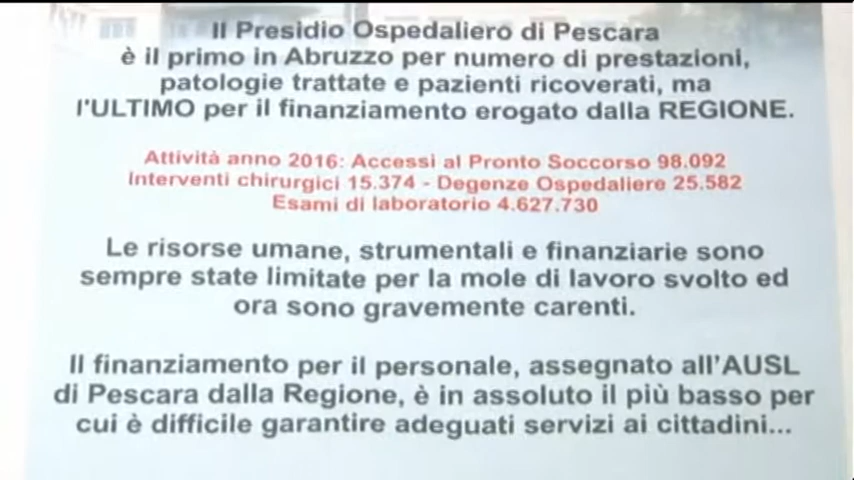 Il Presidio Ospedaliero di Pescara
è il primo in Abruzzo per numero di prestazioni,
patologie trattate e pazienti ricoverati, ma
l'ULTIMO per il finanziamento erogato dalla REGIONE.
Attività anno 2016: Accessi al Pronto Soccorso 98.092
Interventi chirurgici 15.374 - Degenze Ospedaliere 25.582
Esami di laboratorio 4.627.730
Le risorse umane, strumentali e finanziarie sono
sempre state limitate per la mole di lavoro svolto ed
ora sono gravemente carenti.
Il finanziamento per il personale, assegnato all'AUSL
di Pescara dalla Regione, è in assoluto il più basso per
cui è difficile garantire adeguati servizi ai cittadini...